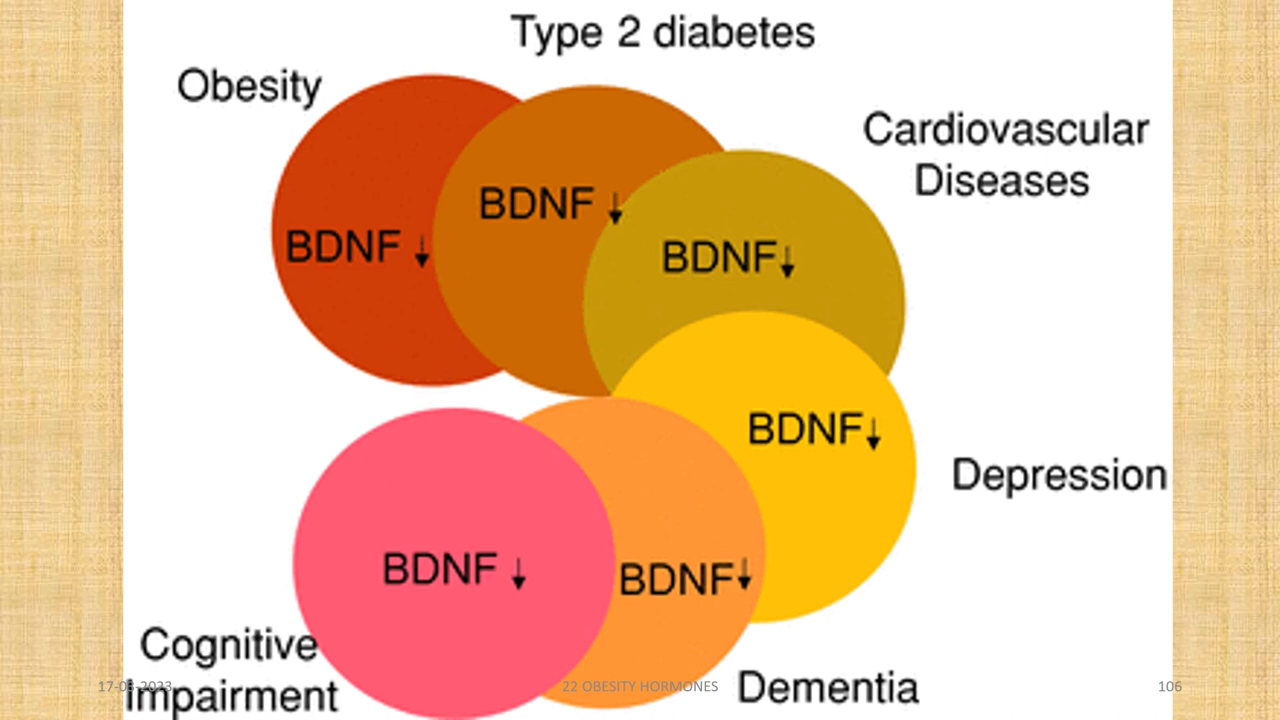 Type 2 diabetes
Obesity
Cardiovascular
Diseases
BDNF ↓
BDNF ↓
BDNF↓
BDNF↓
Depression
BDNF ↓
BDNF↓
Cognitive
Impairment
Dementia
22 OBESITY HORMONES
106